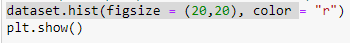 dataset.hist(figsize = (20,20), color = "r")
plt.show()